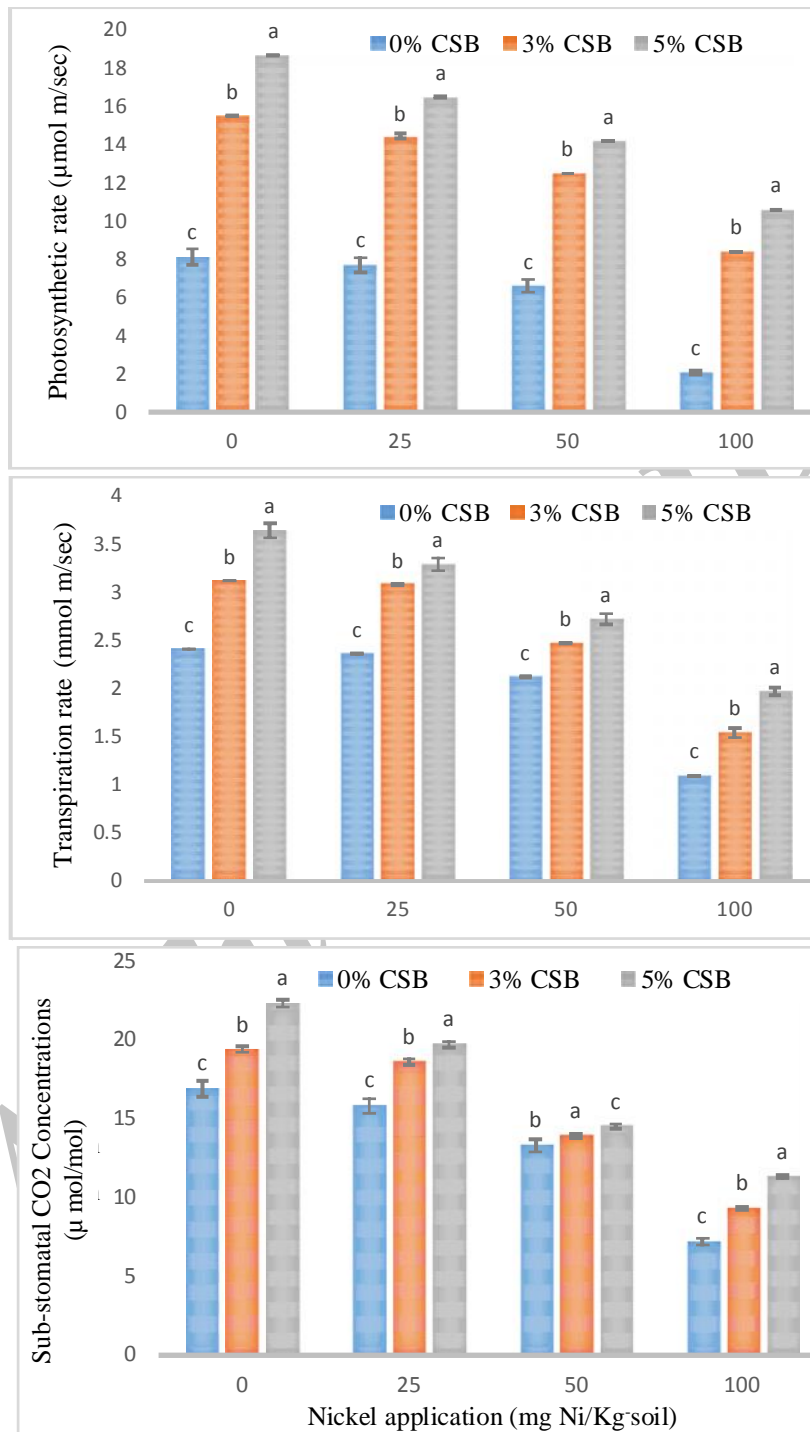 Photosynthetic rate (µmol m/sec)
20
18
16
14
12
10
8
6
4
2
0
0% CSB 3% CSB 5% CSB
c b a
c b a
c b a
c b a
0 25 50 100
Transpiration rate (mmol m/sec)
4
3.5
3
2.5
2
1.5
1
0.5
0
0% CSB 3% CSB 5% CSB
c b a
c b a
c b a
c b a
0 25 50 100
Sub-stomatal CO2 Concentrations
(µ mol/mol)
25
20
15
10
5
0
0% CSB 3% CSB 5% CSB
c b a
c b a
b a c
c b a
0 25 50 100
Nickel application (mg Ni/Kg-soil)